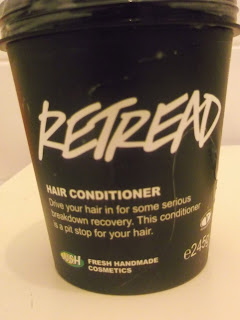 RETREAD
HAIR CONDITIONER
Drive your hair in for some serious
breakdown recovery. This conditioner
is a pit stop for your hair.
℮245g
FRESH HANDMADE
COSMETICS